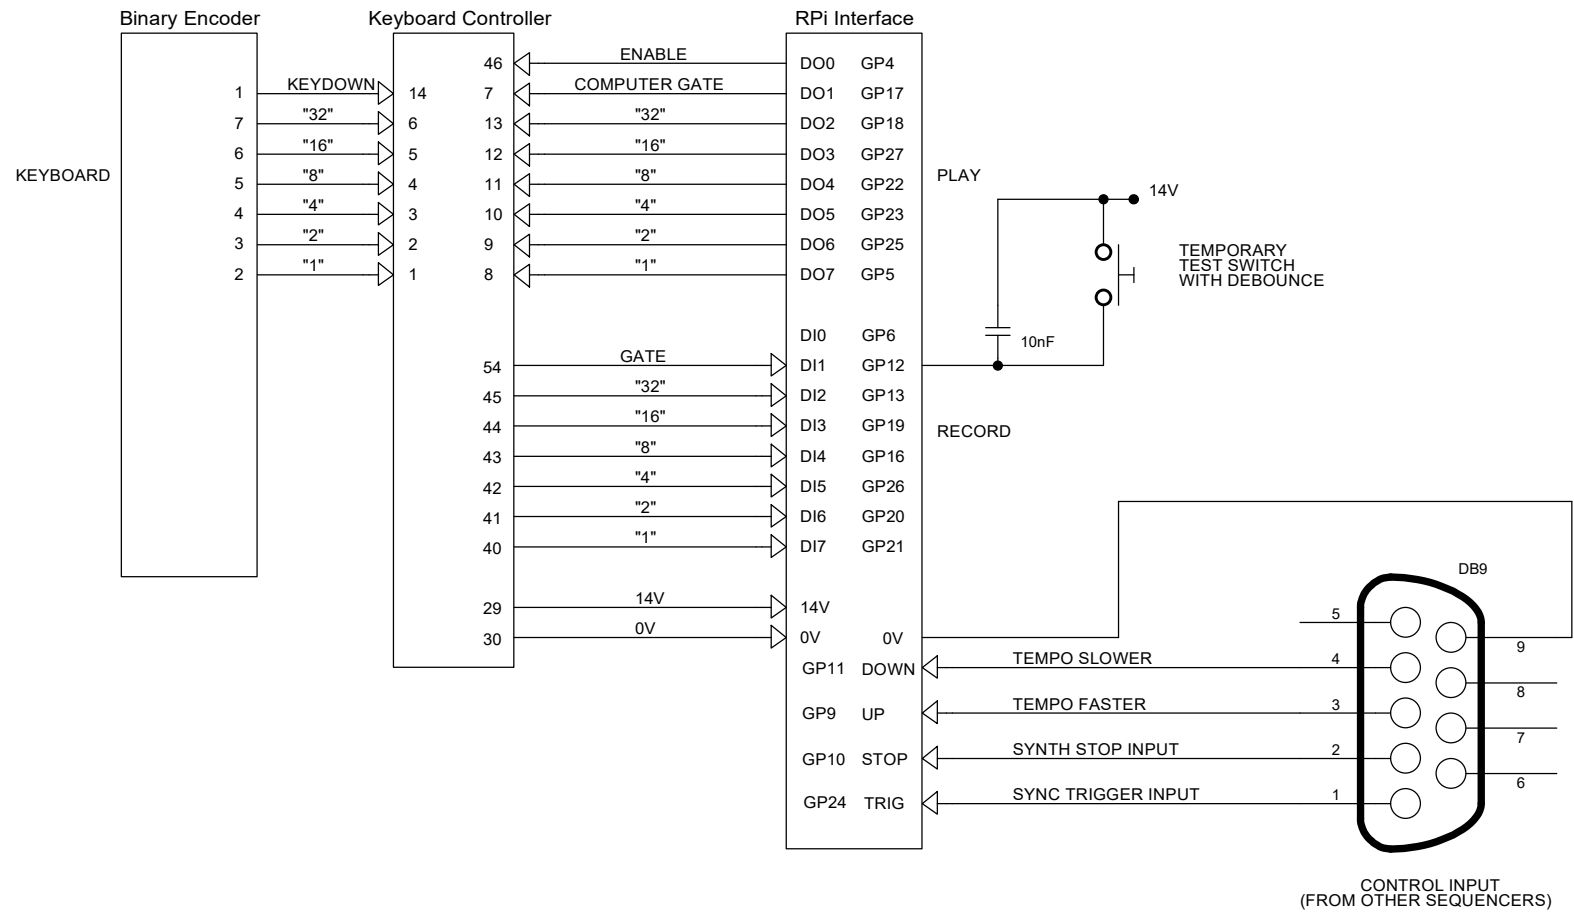 Binary Encoder Keyboard Controller RPi Interface
46 ENABLE DO0 GP4
1 KEYDOWN 14 7 COMPUTER GATE DO1 GP17
7 "32" 6 13 "32" DO2 GP18
6 "16" 5 12 "16" DO3 GP27
KEYBOARD PLAY
5 "8" 4 11 "8" DO4 GP22
14V
4 "4" 3 10 "4" DO5 GP23
3 "2" 2 9 "2" DO6 GP25
2 "1" 1 8 "1" DO7 GP5
TEMPORARY
TEST SWITCH
WITH DEBOUNCE
DI0 GP6
10nF
54 GATE DI1 GP12
45 "32" DI2 GP13
44 "16" DI3 GP19
RECORD
43 "8" DI4 GP16
42 "4" DI5 GP26
41 "2" DI6 GP20
40 "1" DI7 GP21
DB9
29 14V 14V
30 0V 0V 0V
GP11 DOWN TEMPO SLOWER 4
GP9 UP TEMPO FASTER 3
GP10 STOP SYNTH STOP INPUT 2
GP24 TRIG SYNC TRIGGER INPUT 1
5
9
8
7
6
CONTROL INPUT
(FROM OTHER SEQUENCERS)